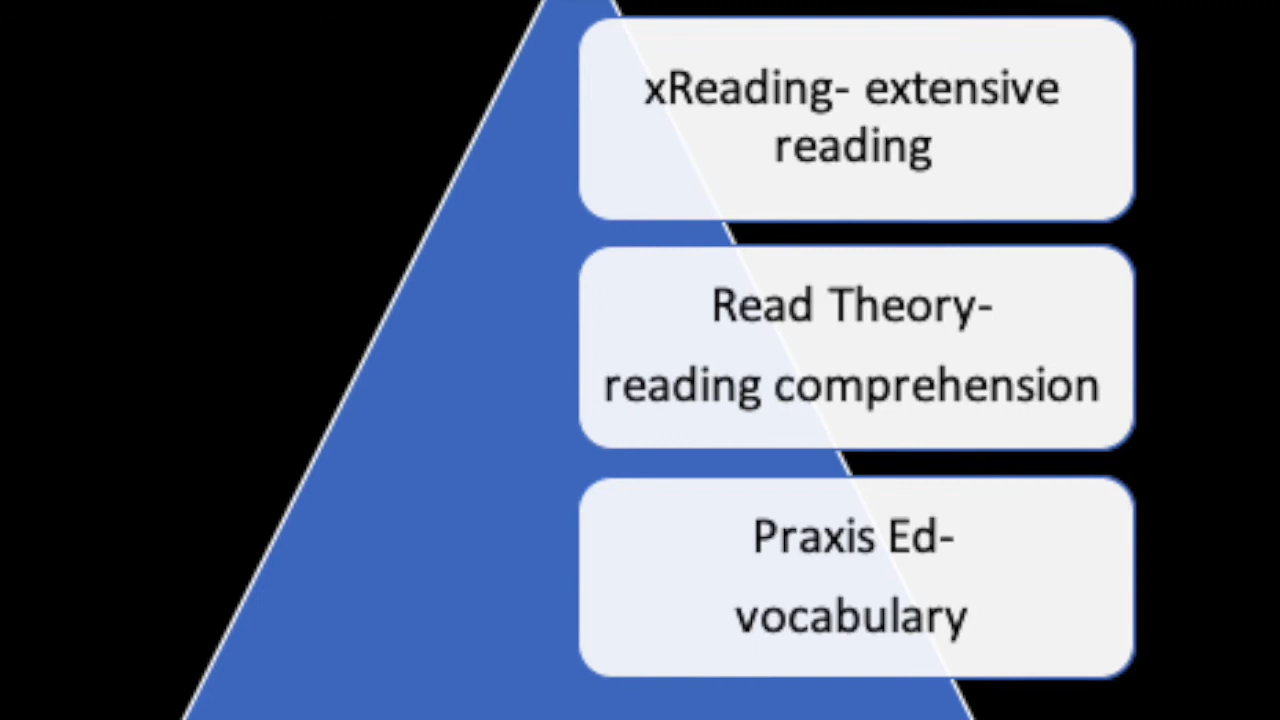 xReading- extensive
reading
Read Theory-
reading comprehension
Praxis Ed-
vocabulary